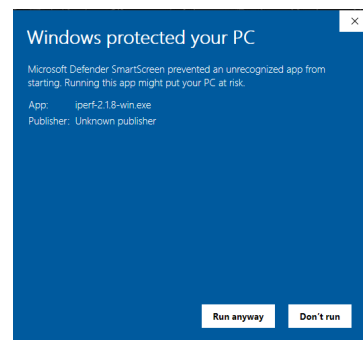 Windows protected your PC
Microsoft Defender SmartScreen prevented an unrecognized app from
starting. Running this app might put your PC at risk.
App: iperf-2.1.8-win.exe
Publisher: Unknown publisher
Run anyway Don't run